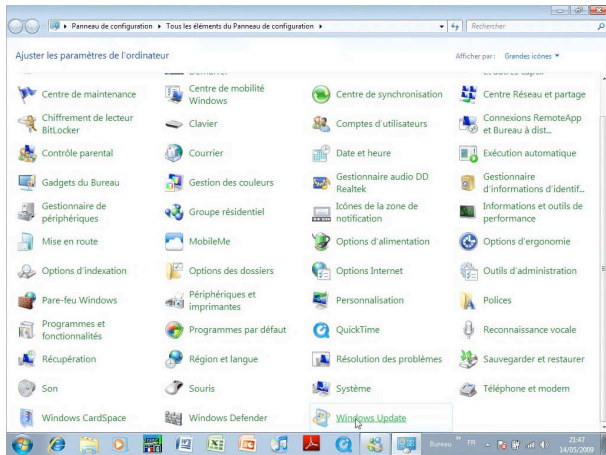 Panneau de configuration ▸ Tous les éléments du Panneau de configuration ▸
Rechercher
Ajuster les paramètres de l'ordinateur
Afficher par : Grandes icônes
Centre de maintenance
Centre de mobilité
Windows
Centre de synchronisation
Centre Réseau et partage
Chiffrement de lecteur
BitLocker
Clavier
Comptes d'utilisateurs
Connexions RemoteApp
et Bureau à dist...
Contrôle parental
Courrier
Date et heure
Exécution automatique
Gadgets du Bureau
Gestion des couleurs
Gestionnaire audio DD
Realtek
Gestionnaire
d'informations d'identif...
Gestionnaire de
périphériques
Groupe résidentiel
Icônes de la zone de
notification
Informations et outils de
performance
Mise en route
MobileMe
Options d'alimentation
Options d'ergonomie
Options d'indexation
Options des dossiers
Options Internet
Outils d'administration
Pare-feu Windows
Périphériques et
imprimantes
Personnalisation
Polices
Programmes et
fonctionnalités
Programmes par défaut
QuickTime
Reconnaissance vocale
Récupération
Région et langue
Résolution des problèmes
Sauvegarder et restaurer
Son
Souris
Système
Téléphone et modem
Windows CardSpace
Windows Defender
Windows Update
Bureau
FR
21:47
14/05/2009